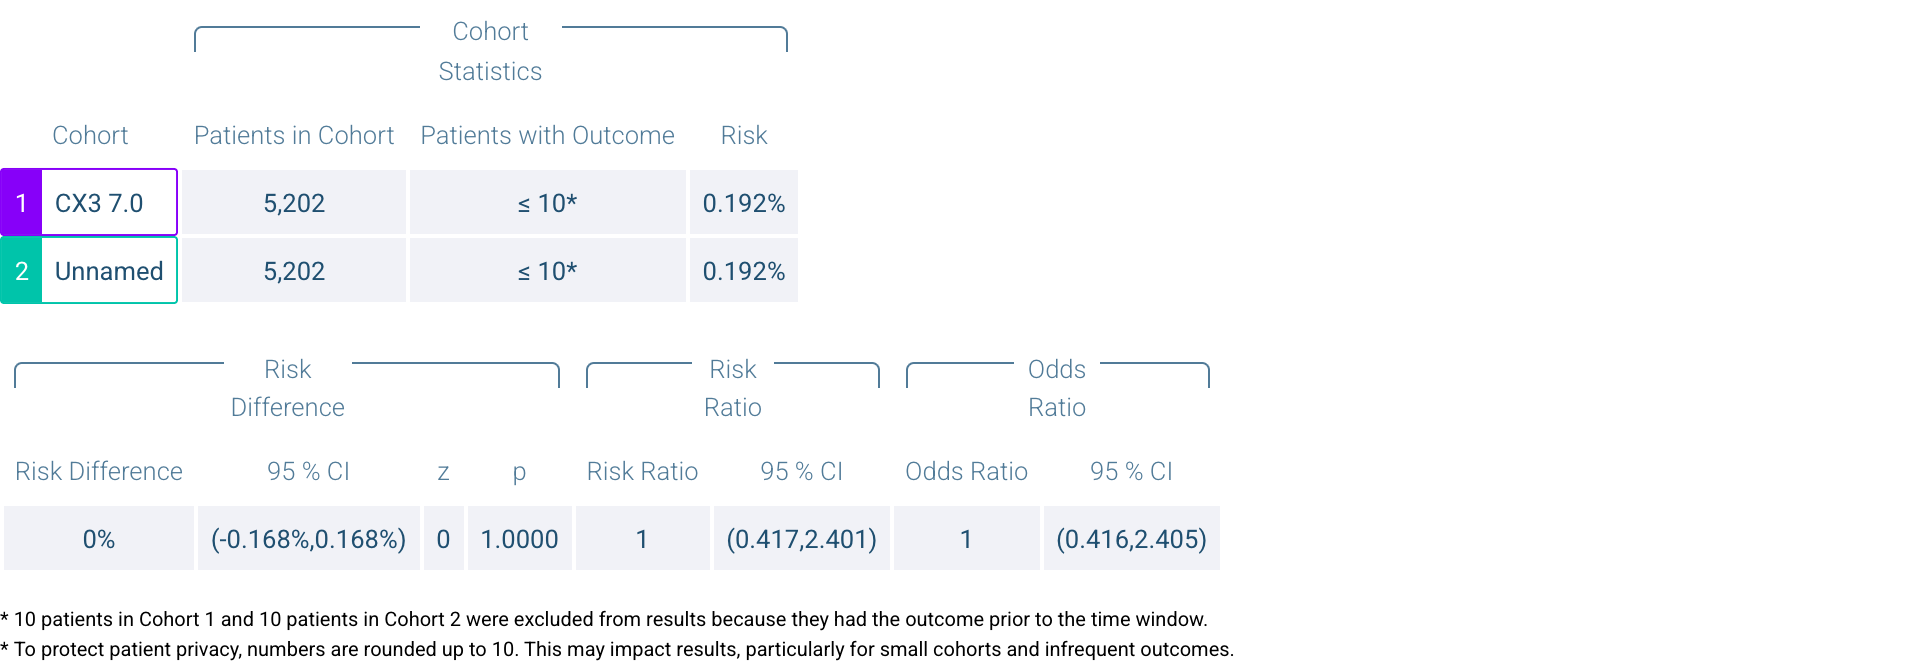 Cohort
Statistics
Cohort Patients in Cohort Patients with Outcome Risk
1 CX3 7.0 5,202 ≤ 10* 0.192%
2 Unnamed 5,202 ≤ 10* 0.192%
Risk Risk Odds
Difference Ratio Ratio
Risk Difference 95 % CI z p Risk Ratio 95 % CI Odds Ratio 95 % CI
0% (-0.168%,0.168%) 0 1.0000 1 (0.417,2.401) 1 (0.416,2.405)
* 10 patients in Cohort 1 and 10 patients in Cohort 2 were excluded from results because they had the outcome prior to the time window.
* To protect patient privacy, numbers are rounded up to 10. This may impact results, particularly for small cohorts and infrequent outcomes.